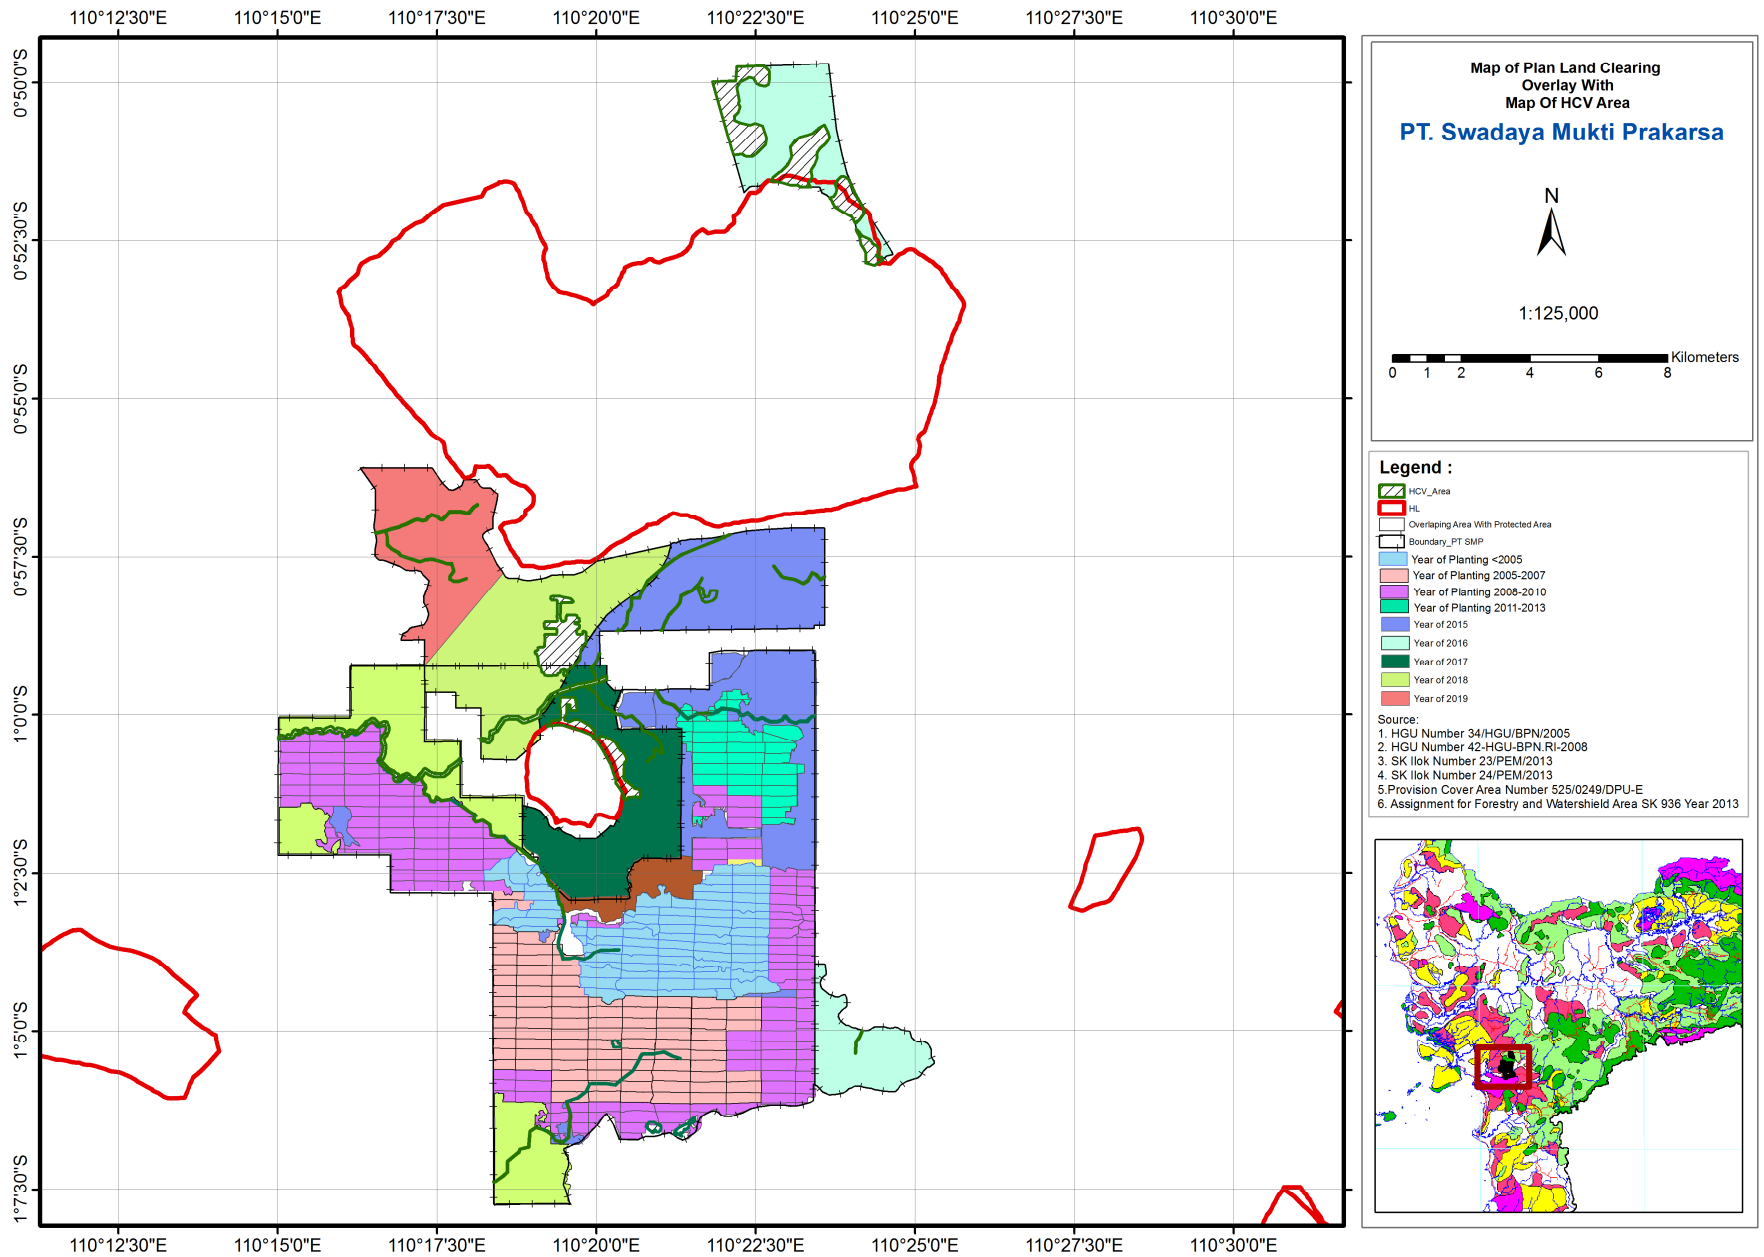 110°12'30"E 110°15'0"E 110°17'30"E 110°20'0"E 110°22'30"E 110°25'0"E 110°27'30"E 110°30'0"E
0°50'0"S
0°52'30"S
0°55'0"S
0°57'30"S
1°0'0"S
1°2'30"S
1°5'0"S
1°7'30"S
110°12'30"E 110°15'0"E 110°17'30"E 110°20'0"E 110°22'30"E 110°25'0"E 110°27'30"E 110°30'0"E
Map of Plan Land Clearing
Overlay With
Map Of HCV Area
PT. Swadaya Mukti Prakarsa
N
1:125,000
Kilometers
0 1 2 4 6 8
Legend :
HCV_Area
HL
Overlaping Area With Protected Area
Boundary_PT SMP
Year of Planting <2005
Year of Planting 2005-2007
Year of Planting 2008-2010
Year of Planting 2011-2013
Year of 2015
Year of 2016
Year of 2017
Year of 2018
Year of 2019
Source:
1. HGU Number 34/HGU/BPN/2005
2. HGU Number 42-HGU-BPN.RI-2008
3. SK Ilok Number 23/PEM/2013
4. SK Ilok Number 24/PEM/2013
5.Provision Cover Area Number 525/0249/DPU-E
6. Assignment for Forestry and Watershield Area SK 936 Year 2013